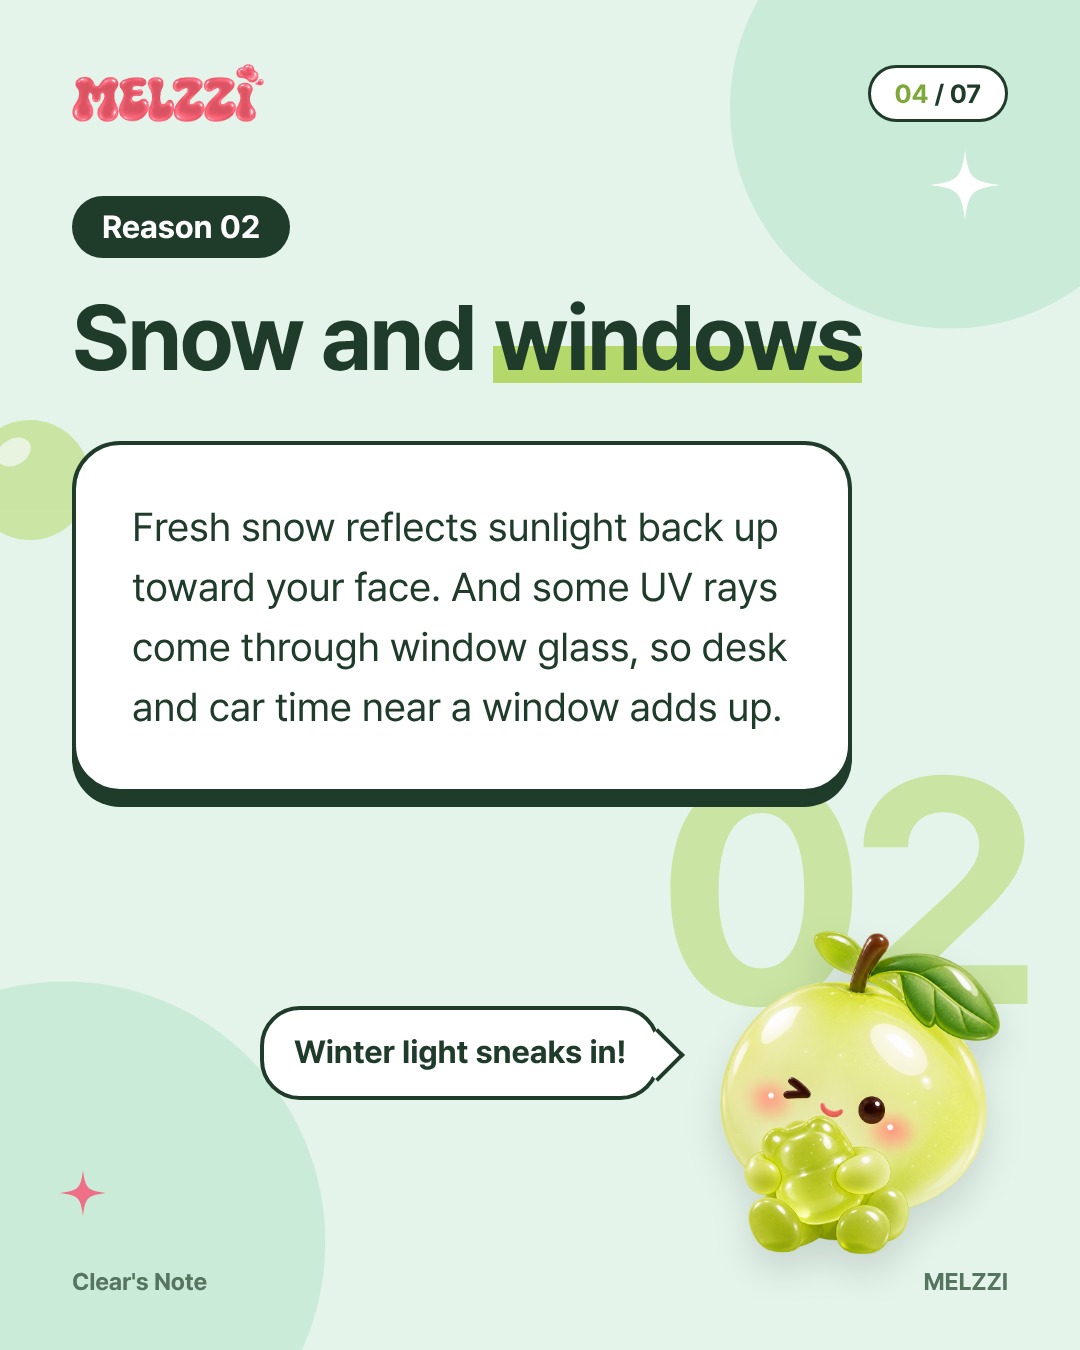 MELZZI
04 / 07
Reason 02
Snow and windows
Fresh snow reflects sunlight back up
toward your face. And some UV rays
come through window glass, so desk
and car time near a window adds up.
02
Winter light sneaks in!
Clear's Note
MELZZI